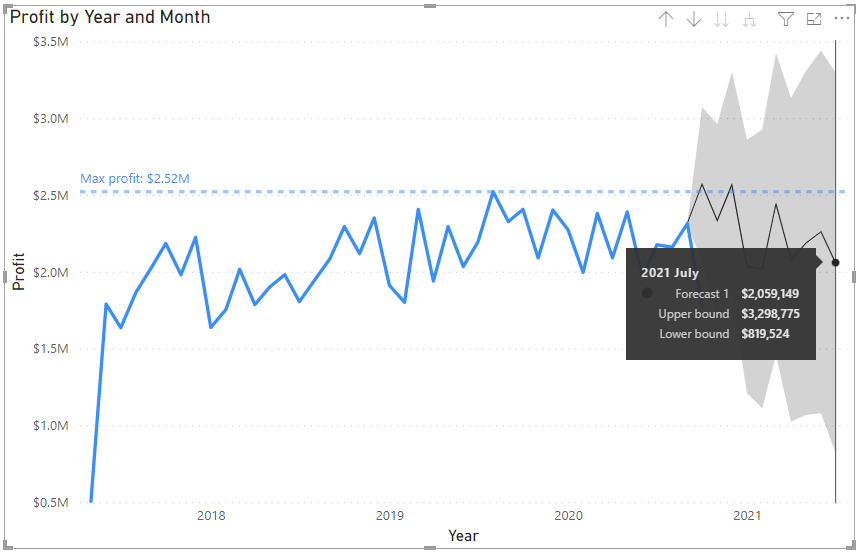 Profit by Year and Month
$3.5M
$3.0M
Max profit: $2.52M
$2.5M
$2.0M
$1.5M
$1.0M
$0.5M
Profit
2021 July
Forecast 1 $2,059,149
Upper bound $3,298,775
Lower bound $819,524
2018 2019 2020 2021
Year